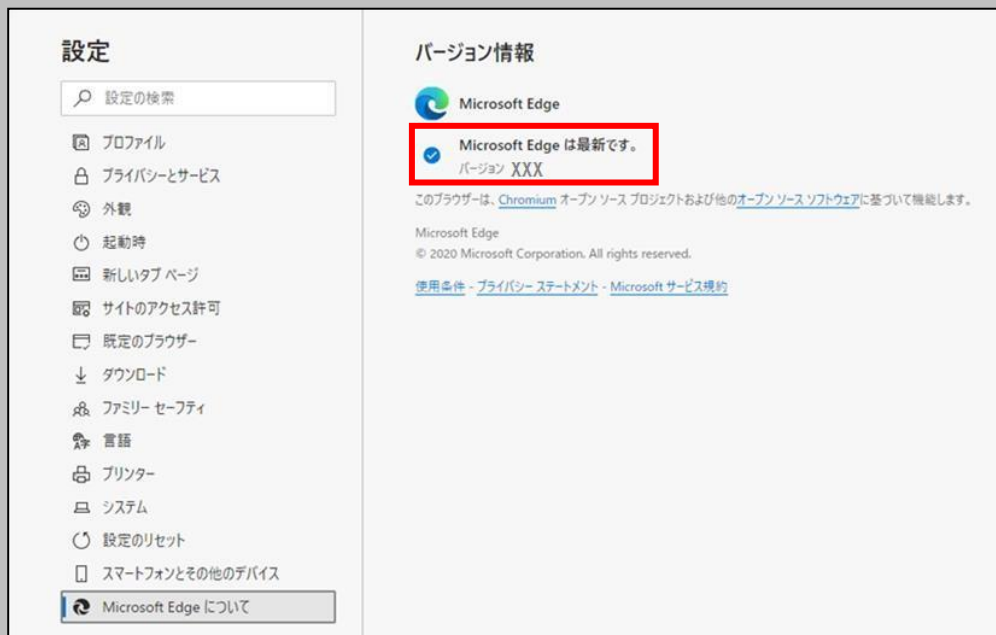 設定
設定の検索
プロファイル
プライバシーとサービス
外観
起動時
新しいタブ ページ
サイトのアクセス許可
既定のブラウザー
ダウンロード
ファミリー セーフティ
言語
プリンター
システム
設定のリセット
スマートフォンとその他のデバイス
Microsoft Edge について
バージョン情報
Microsoft Edge
Microsoft Edge は最新です。
バージョン XXX
このブラウザーは、Chromium オープン ソース プロジェクトおよび他のオープン ソース ソフトウェアに基づいて機能します。
Microsoft Edge
© 2020 Microsoft Corporation. All rights reserved.
使用条件 - プライバシー ステートメント - Microsoft サービス規約